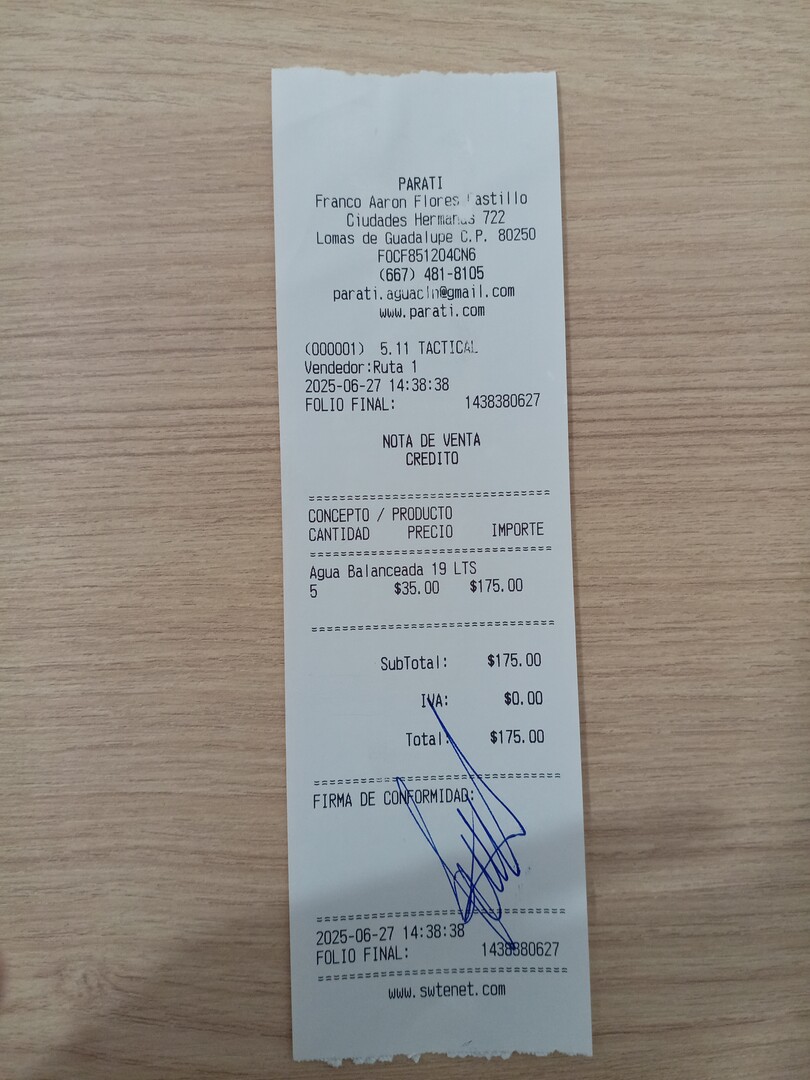 PARATI
Franco Aaron Flores Castillo
Ciudades Hermanas 722
Lomas de Guadalupe C.P. 80250
FOCF851204CN6
(667) 481-8105
parati.aguacln@gmail.com
www.parati.com
(000001) 5.11 TACTICAL
Vendedor:Ruta 1
2025-06-27 14:38:38
FOLIO FINAL: 1438380627
NOTA DE VENTA
CREDITO
===============================
CONCEPTO / PRODUCTO
CANTIDAD PRECIO IMPORTE
===============================
Agua Balanceada 19 LTS
5 $35.00 $175.00
===============================
SubTotal: $175.00
IVA: $0.00
Total: $175.00
===============================
FIRMA DE CONFORMIDAD:
===============================
2025-06-27 14:38:38
FOLIO FINAL: 1438380627
===============================
www.swtenet.com